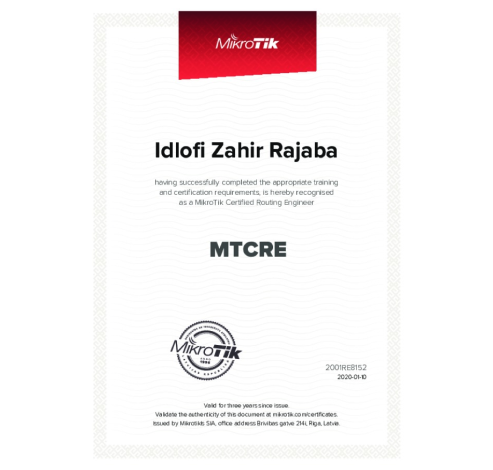 MikroTik
Idlofi Zahir Rajaba
having successfully completed the appropriate training
and certification requirements, is hereby recognised
as a MikroTik Certified Routing Engineer
MTCRE
MikroTik
2001RE8152
2020-01-10
Valid for three years since issue.
Validate the authenticity of this document at mikrotik.com/certificates.
Issued by Mikrotikls SIA, office address Brivibas gatve 214i, Riga, Latvia.